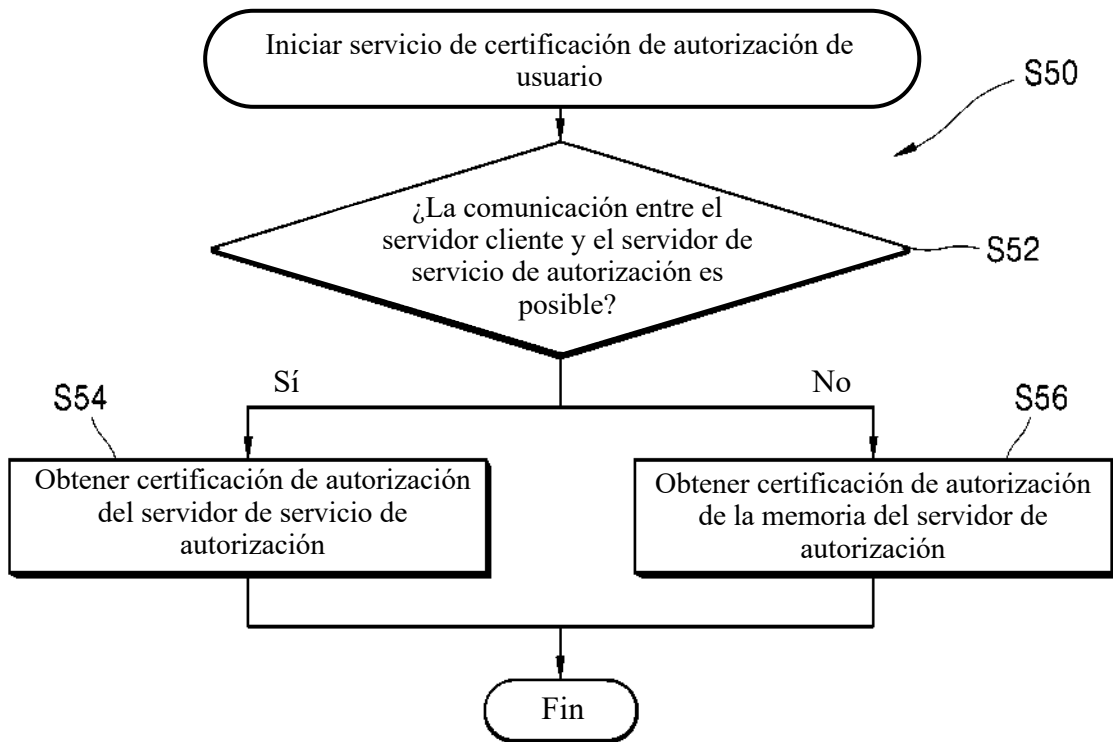 Iniciar servicio de certificación de autorización de
usuario
S50
¿La comunicación entre el
servidor cliente y el servidor de
servicio de autorización es
posible?
S52
Sí
No
S54
S56
Obtener certificación de autorización
del servidor de servicio de
autorización
Obtener certificación de autorización
de la memoria del servidor de
autorización
Fin